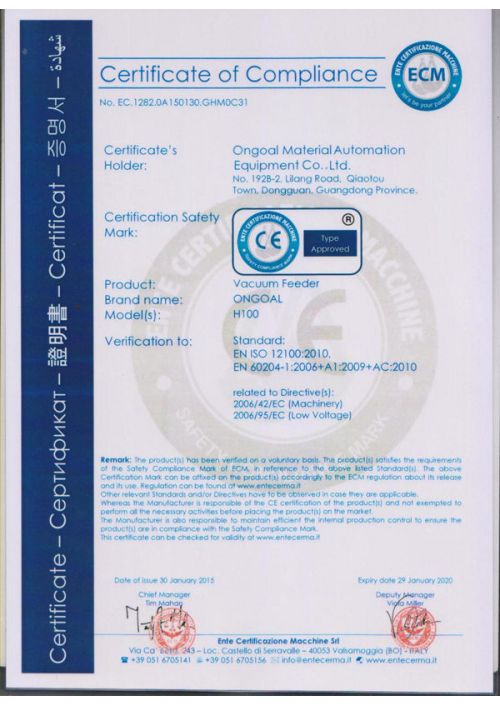 Certificate – Сертификат – 證明書 – Certificat – 증명서 – شهادة –
Certificate of Compliance
ENTE CERTIFICAZIONE MACCHINE
ECM
let's be your partner
No. EC.1282.0A150130.GHM0C31
Certificate's Holder:
Ongoal Material Automation
Equipment Co.,Ltd.
No. 192B-2, Lilang Road, Qiaotou
Town, Dongguan, Guangdong Province.
Certification Safety
Mark:
ENTE CERTIFICAZIONE MACCHINE
CE
SAFETY COMPLIANCE MARK
®
Type
Approved
Product: Vacuum Feeder
Brand name: ONGOAL
Model(s): H100
Verification to: Standard:
EN ISO 12100:2010,
EN 60204-1:2006+A1:2009+AC:2010
related to Directive(s):
2006/42/EC (Machinery)
2006/95/EC (Low Voltage)
Remark: The product(s) has been verified on a voluntary basis. The product(s) satisfies the requirements
of the Safety Compliance Mark of ECM, in reference to the above listed Standard(s). The above
Certification Mark can be affixed on the product(s) accordingly to the ECM regulation about its release
and its use. Regulation can be found at www.entecerma.it
Other relevant Standards and/or Directives have to be observed in case they are applicable.
Whereas the Manufacturer is responsible of the CE certification of the product(s) and not exempted to
perform all the necessary activities before placing the product(s) on the market.
The Manufacturer is also responsible to maintain efficient the internal production control to ensure the
product(s) are in compliance with the Safety Compliance Mark.
This certificate can be checked for validity at www.entecerma.it
Date of issue 30 January 2015
Expiry date 29 January 2020
Chief Manager
Tim Mahan
Deputy Manager
Viola Miller
Ente Certificazione Macchine Srl
Via Ca' Bella, 243 – Loc. Castello di Serravalle – 40053 Valsamoggia (BO) - ITALY
+39 051 6705141 +39 051 6705156 info@entecerma.it www.entecerma.it